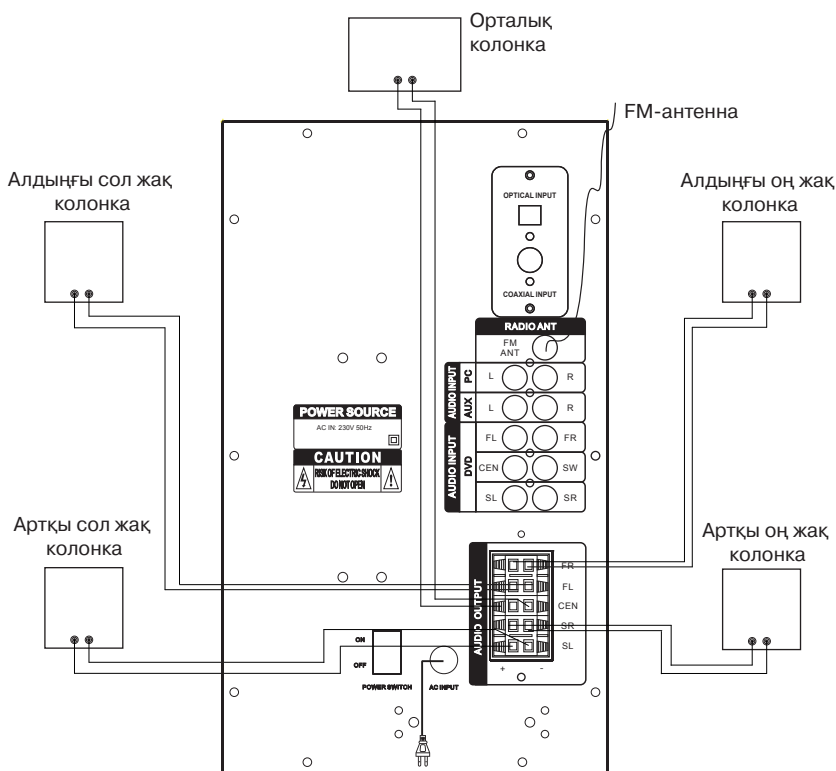 Орталық
колонка
FM-антенна
Алдыңғы сол жақ
колонка
Алдыңғы оң жақ
колонка
OPTICAL INPUT
COAXIAL INPUT
RADIO ANT
FM
ANT
AUDIO INPUT
PC
L R
AUX
L R
AUDIO INPUT
DVD
FL FR
CEN SW
SL SR
POWER SOURCE
AC IN: 230V 50Hz
CAUTION
RISK OF ELECTRIC SHOCK
DO NOT OPEN
Артқы сол жақ
колонка
Артқы оң жақ
колонка
AUDIO OUTPUT
FR
FL
CEN
SR
SL
+ -
ON
OFF
POWER SWITCH
AC INPUT